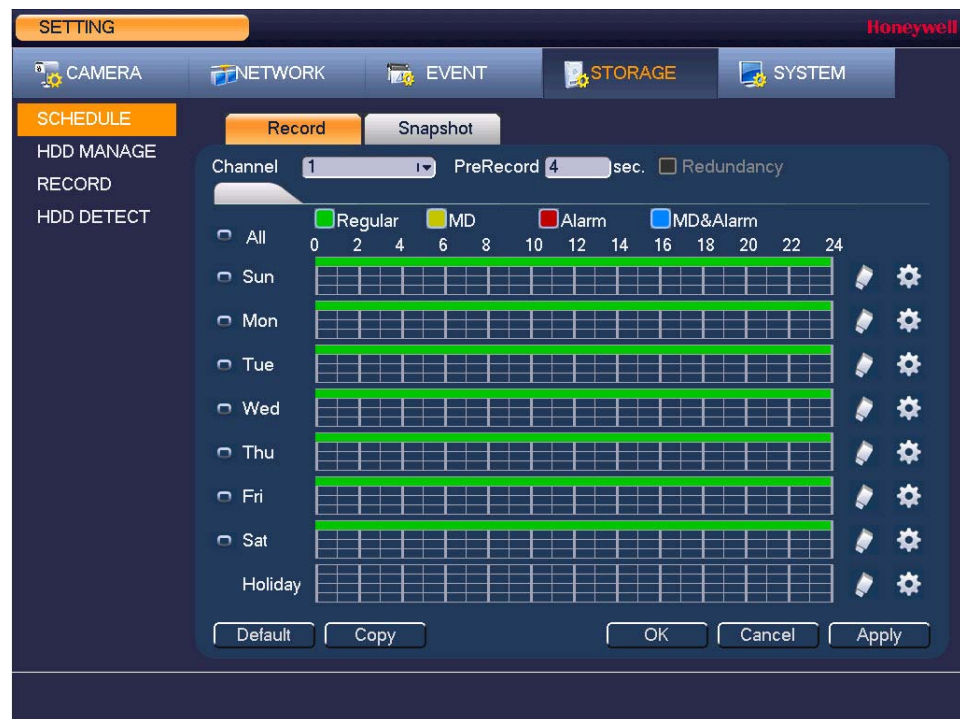 SETTING
Honeywell
CAMERA NETWORK EVENT STORAGE SYSTEM
SCHEDULE
HDD MANAGE
RECORD
HDD DETECT
Record Snapshot
Channel 1 PreRecord 4 sec. Redundancy
Regular MD Alarm MD&Alarm
All 0 2 4 6 8 10 12 14 16 18 20 22 24
Sun
Mon
Tue
Wed
Thu
Fri
Sat
Holiday
Default Copy OK Cancel Apply